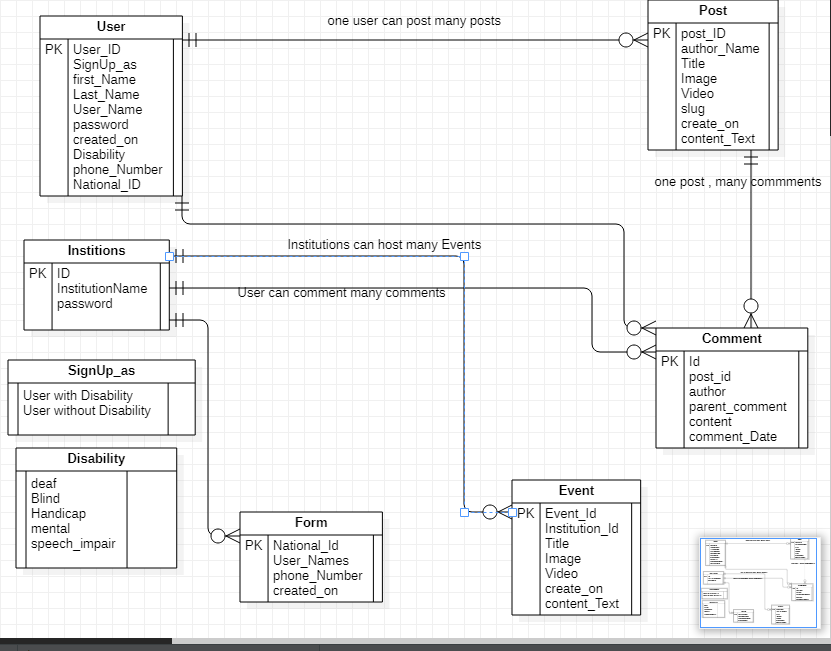 User
PK
User_ID
SignUp_as
first_Name
Last_Name
User_Name
password
created_on
Disability
phone_Number
National_ID
one user can post many posts
Post
PK
post_ID
author_Name
Title
Image
Video
slug
create_on
content_Text
one post , many commments
Institions
PK
ID
InstitutionName
password
Institutions can host many Events
User can comment many comments
Comment
PK
Id
post_id
author
parent_comment
content
comment_Date
SignUp_as
User with Disability
User without Disability
Disability
deaf
Blind
Handicap
mental
speech_impair
Form
PK
National_Id
User_Names
phone_Number
created_on
Event
PK
Event_Id
Institution_Id
Title
Image
Video
create_on
content_Text